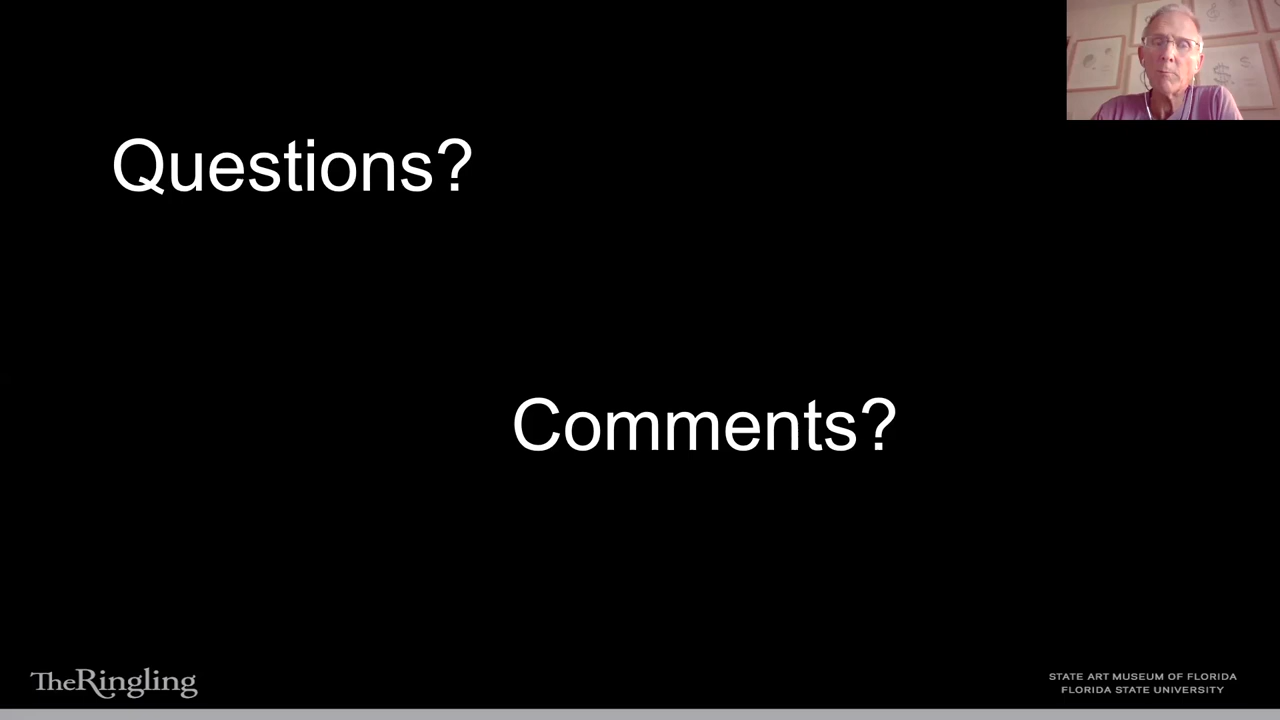 Questions?
Comments?
TheRingling
STATE ART MUSEUM OF FLORIDA
FLORIDA STATE UNIVERSITY